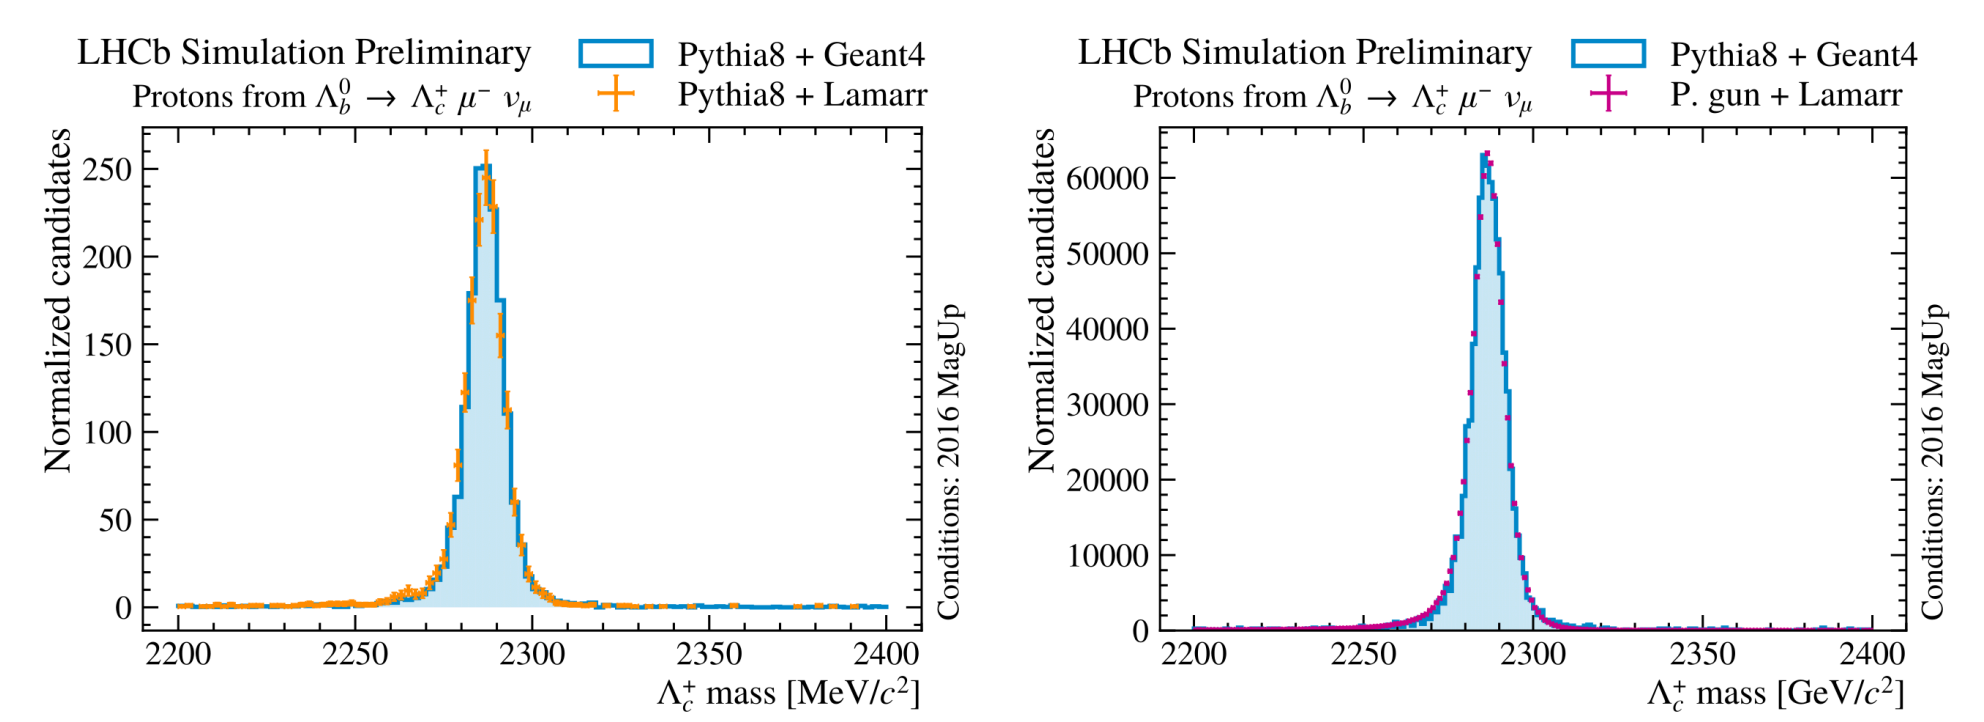 LHCb Simulation Preliminary
Protons from Λ_b^0 → Λ_c^+ μ^− ν_μ
Pythia8 + Geant4
Pythia8 + Lamarr
Normalized candidates
250
200
150
100
50
0
2200 2250 2300 2350 2400
Λ_c^+ mass [MeV/c²]
Conditions: 2016 MagUp
LHCb Simulation Preliminary
Protons from Λ_b^0 → Λ_c^+ μ^− ν_μ
Pythia8 + Geant4
P. gun + Lamarr
Normalized candidates
60000
50000
40000
30000
20000
10000
0
2200 2250 2300 2350 2400
Λ_c^+ mass [GeV/c²]
Conditions: 2016 MagUp